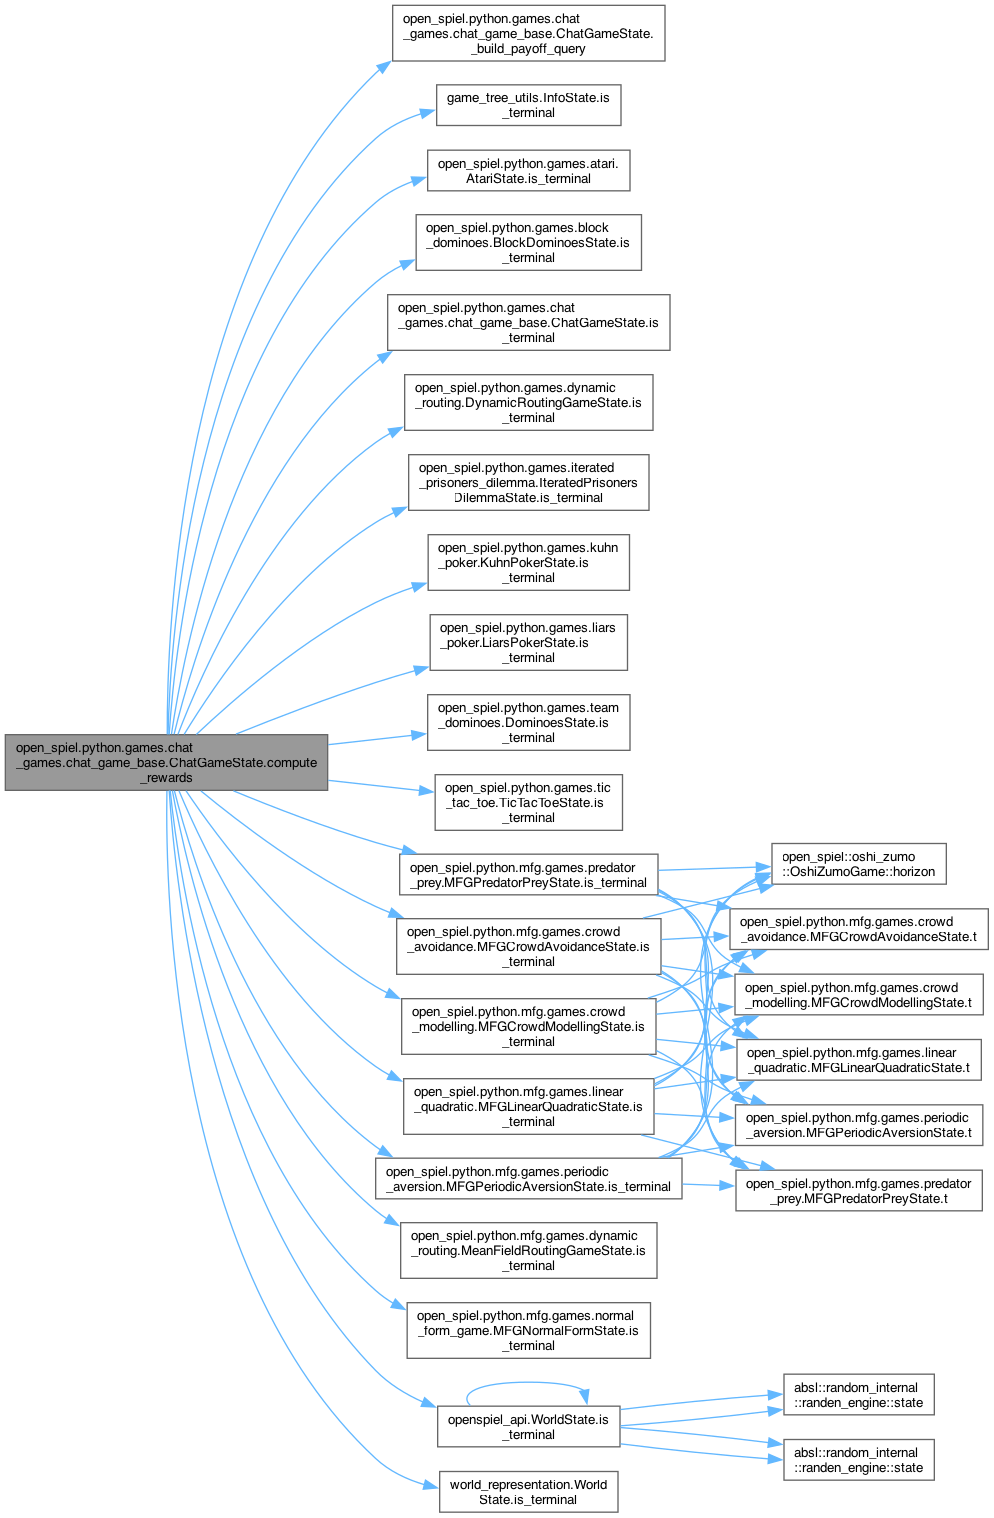 open_spiel.python.games.chat
_games.chat_game_base.ChatGameState.
_build_payoff_query
game_tree_utils.InfoState.is
_terminal
open_spiel.python.games.atari.
AtariState.is_terminal
open_spiel.python.games.block
_dominoes.BlockDominoesState.is
_terminal
open_spiel.python.games.chat
_games.chat_game_base.ChatGameState.is
_terminal
open_spiel.python.games.dynamic
_routing.DynamicRoutingGameState.is
_terminal
open_spiel.python.games.iterated
_prisoners_dilemma.IteratedPrisoners
DilemmaState.is_terminal
open_spiel.python.games.kuhn
_poker.KuhnPokerState.is
_terminal
open_spiel.python.games.liars
_poker.LiarsPokerState.is
_terminal
open_spiel.python.games.team
_dominoes.DominoesState.is
_terminal
open_spiel.python.games.chat
_games.chat_game_base.ChatGameState.compute
_rewards
open_spiel.python.games.tic
_tac_toe.TicTacToeState.is
_terminal
open_spiel.python.mfg.games.predator
_prey.MFGPredatorPreyState.is_terminal
open_spiel::oshi_zumo
::OshiZumoGame::horizon
open_spiel.python.mfg.games.crowd
_avoidance.MFGCrowdAvoidanceState.is
_terminal
open_spiel.python.mfg.games.crowd
_avoidance.MFGCrowdAvoidanceState.t
open_spiel.python.mfg.games.crowd
_modelling.MFGCrowdModellingState.is
_terminal
open_spiel.python.mfg.games.crowd
_modelling.MFGCrowdModellingState.t
open_spiel.python.mfg.games.linear
_quadratic.MFGLinearQuadraticState.is
_terminal
open_spiel.python.mfg.games.linear
_quadratic.MFGLinearQuadraticState.t
open_spiel.python.mfg.games.periodic
_aversion.MFGPeriodicAversionState.is_terminal
open_spiel.python.mfg.games.periodic
_aversion.MFGPeriodicAversionState.t
open_spiel.python.mfg.games.predator
_prey.MFGPredatorPreyState.t
open_spiel.python.mfg.games.dynamic
_routing.MeanFieldRoutingGameState.is
_terminal
open_spiel.python.mfg.games.normal
_form_game.MFGNormalFormState.is
_terminal
openspiel_api.WorldState.is
_terminal
absl::random_internal
::randen_engine::state
absl::random_internal
::randen_engine::state
world_representation.World
State.is_terminal